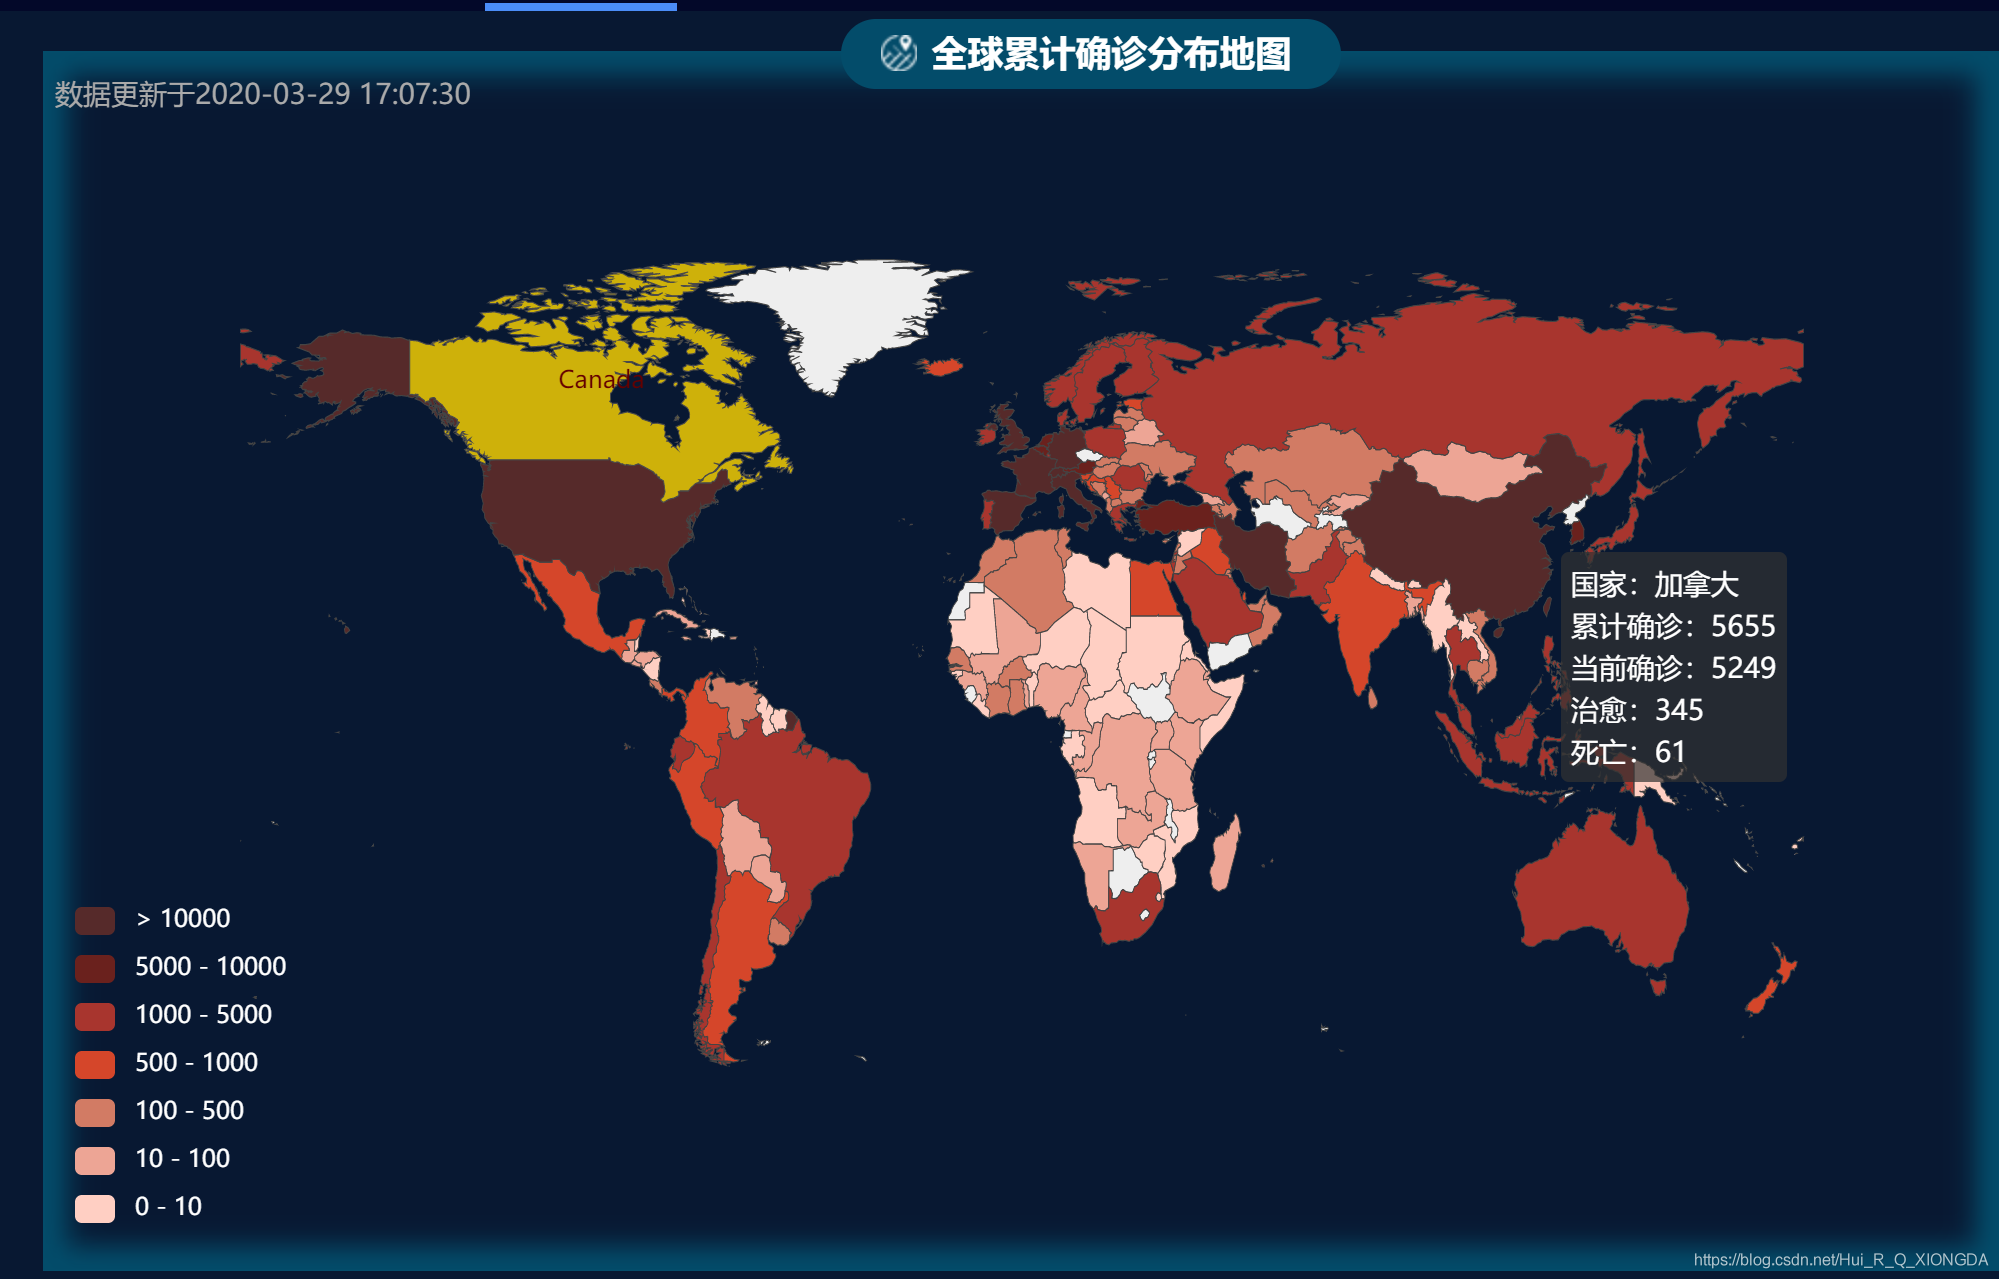 全球累计确诊分布地图
数据更新于2020-03-29 17:07:30
Canada
国家：加拿大
累计确诊：5655
当前确诊：5249
治愈：345
死亡：61
> 10000
5000 - 10000
1000 - 5000
500 - 1000
100 - 500
10 - 100
0 - 10
https://blog.csdn.net/Hui_R_Q_XIONGDA